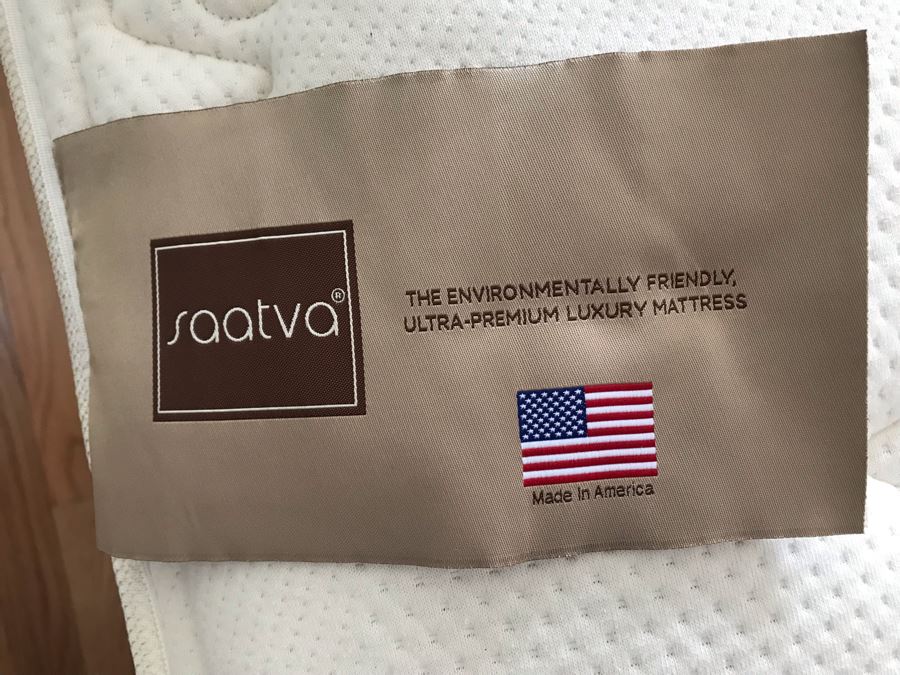 saatva®
THE ENVIRONMENTALLY FRIENDLY,
ULTRA-PREMIUM LUXURY MATTRESS
Made In America